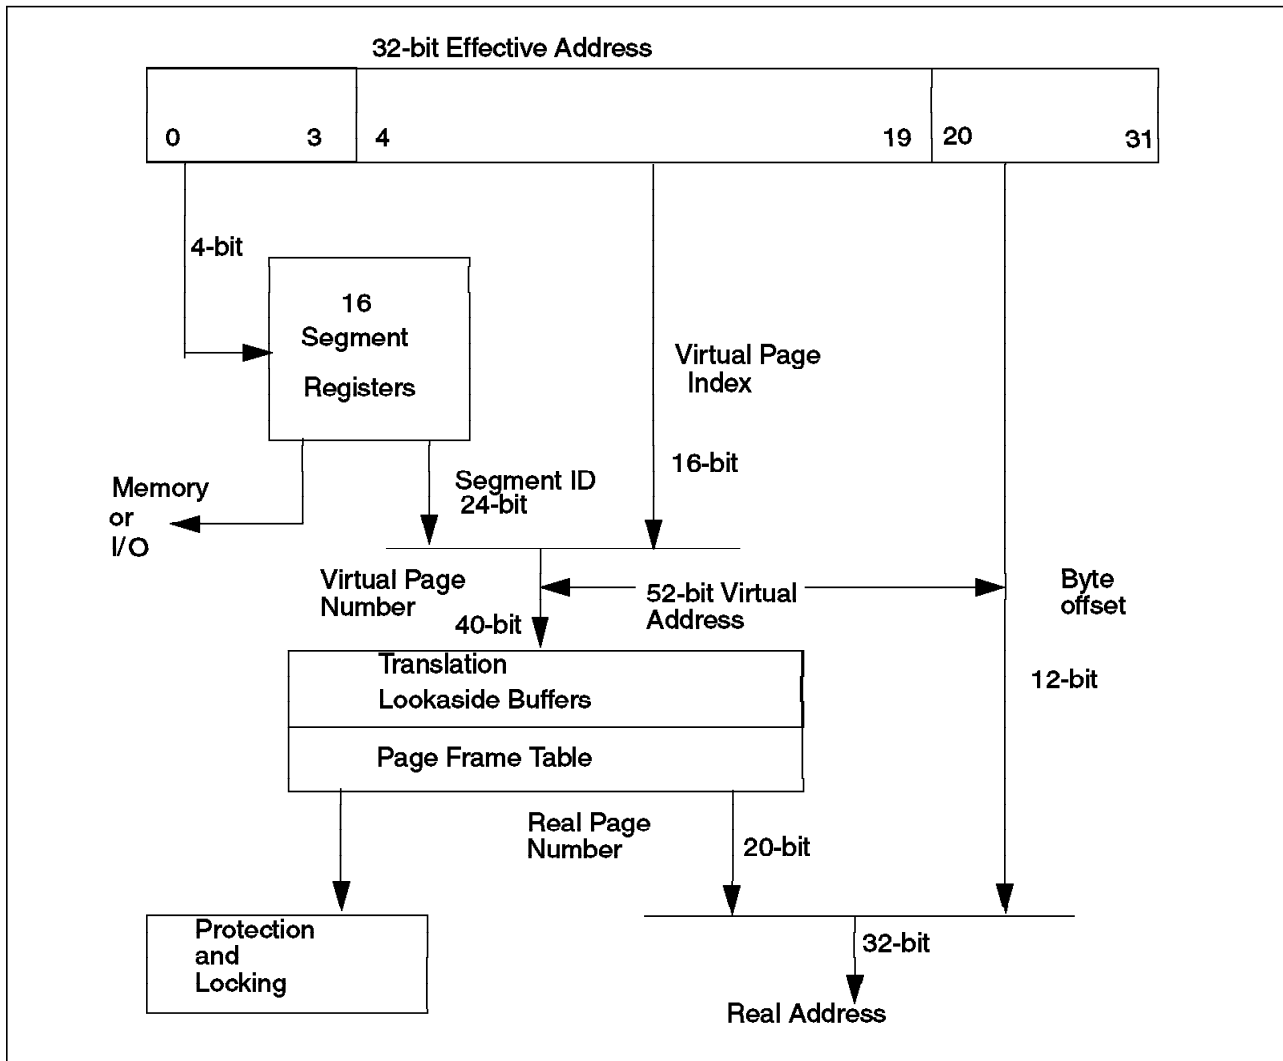 32-bit Effective Address
0 3 4 19 20 31
4-bit
16
Segment
Registers
Virtual Page
Index
16-bit
Memory
or
I/O
Segment ID
24-bit
Virtual Page
Number
40-bit
52-bit Virtual
Address
Byte
offset
12-bit
Translation
Lookaside Buffers
Page Frame Table
Real Page
Number
20-bit
Protection
and
Locking
32-bit
Real Address